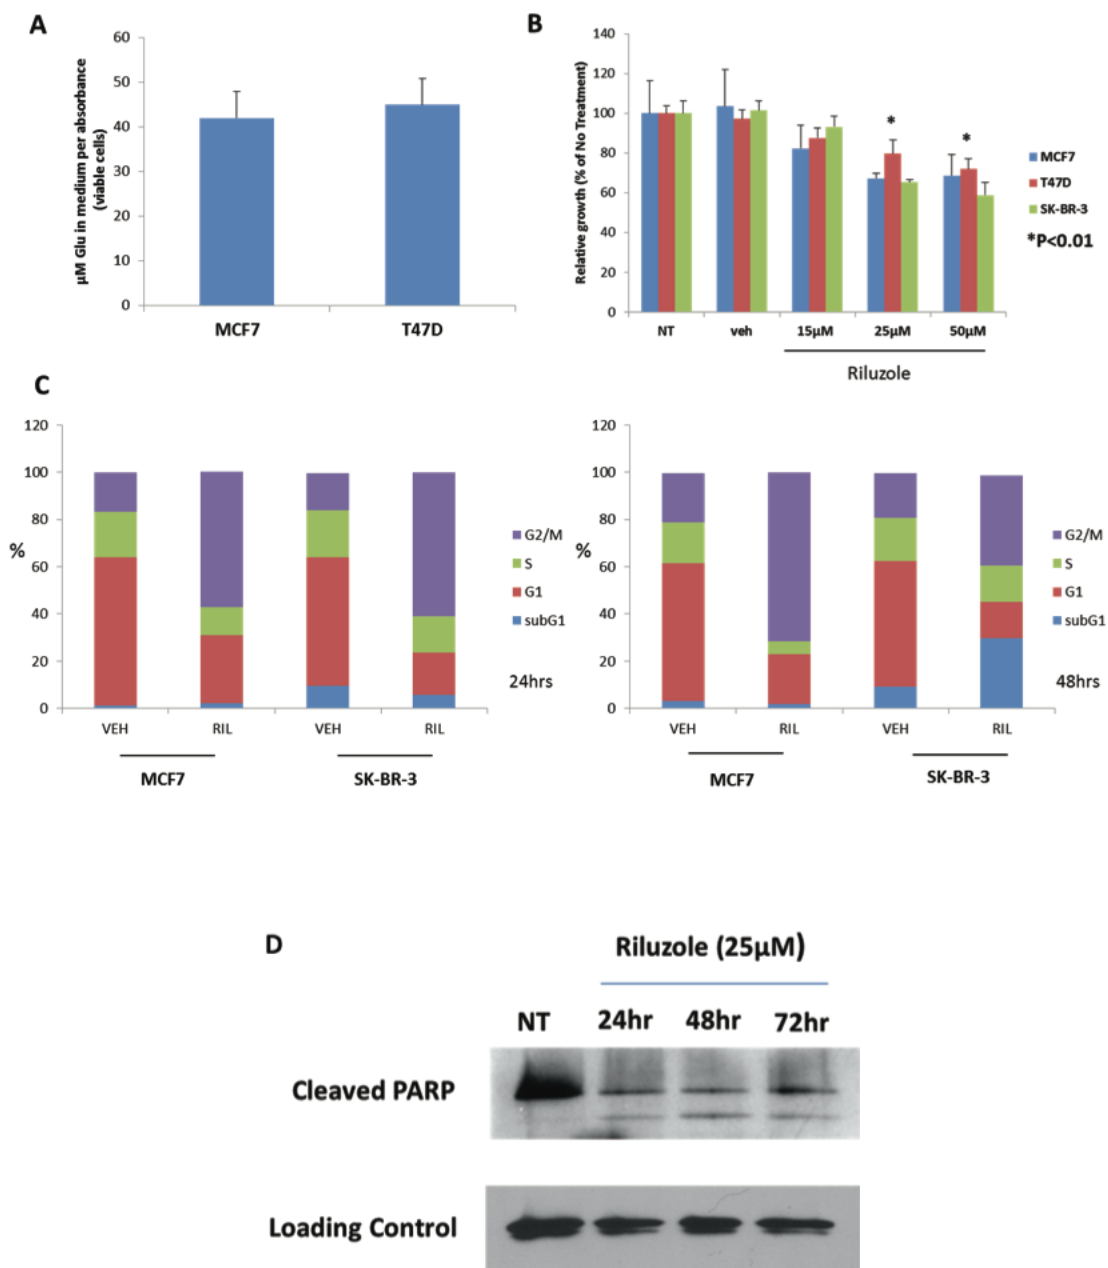 A
µM Glu in medium per absorbance
(viable cells)
60
50
40
30
20
10
0
MCF7 T47D
B
Relative growth (% of No Treatment)
140
120
100
80
60
40
20
0
* *
NT veh 15µM 25µM 50µM
Riluzole
MCF7
T47D
SK-BR-3
*P<0.01
C
%
120
100
80
60
40
20
0
G2/M
S
G1
subG1
24hrs
VEH RIL VEH RIL
MCF7 SK-BR-3
%
120
100
80
60
40
20
0
G2/M
S
G1
subG1
48hrs
VEH RIL VEH RIL
MCF7 SK-BR-3
D
Riluzole (25µM)
NT 24hr 48hr 72hr
Cleaved PARP
Loading Control